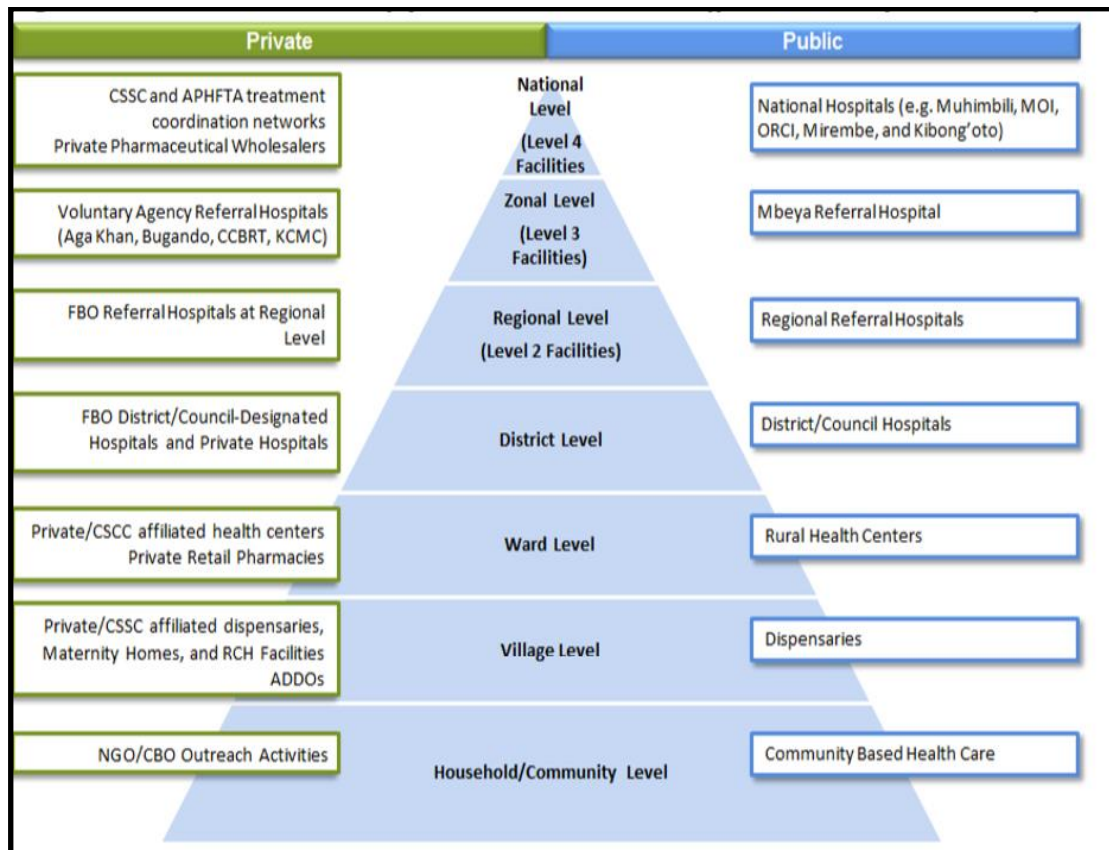 Private
Public
CSSC and APHFTA treatment
coordination networks
Private Pharmaceutical Wholesalers
National
Level
(Level 4
Facilities
National Hospitals (e.g. Muhimbili, MOI,
ORCI, Mirembe, and Kibong'oto)
Voluntary Agency Referral Hospitals
(Aga Khan, Bugando, CCBRT, KCMC)
Zonal Level
(Level 3
Facilities)
Mbeya Referral Hospital
FBO Referral Hospitals at Regional
Level
Regional Level
(Level 2 Facilities)
Regional Referral Hospitals
FBO District/Council-Designated
Hospitals and Private Hospitals
District Level
District/Council Hospitals
Private/CSCC affiliated health centers
Private Retail Pharmacies
Ward Level
Rural Health Centers
Private/CSSC affiliated dispensaries,
Maternity Homes, and RCH Facilities
ADDOs
Village Level
Dispensaries
NGO/CBO Outreach Activities
Household/Community Level
Community Based Health Care